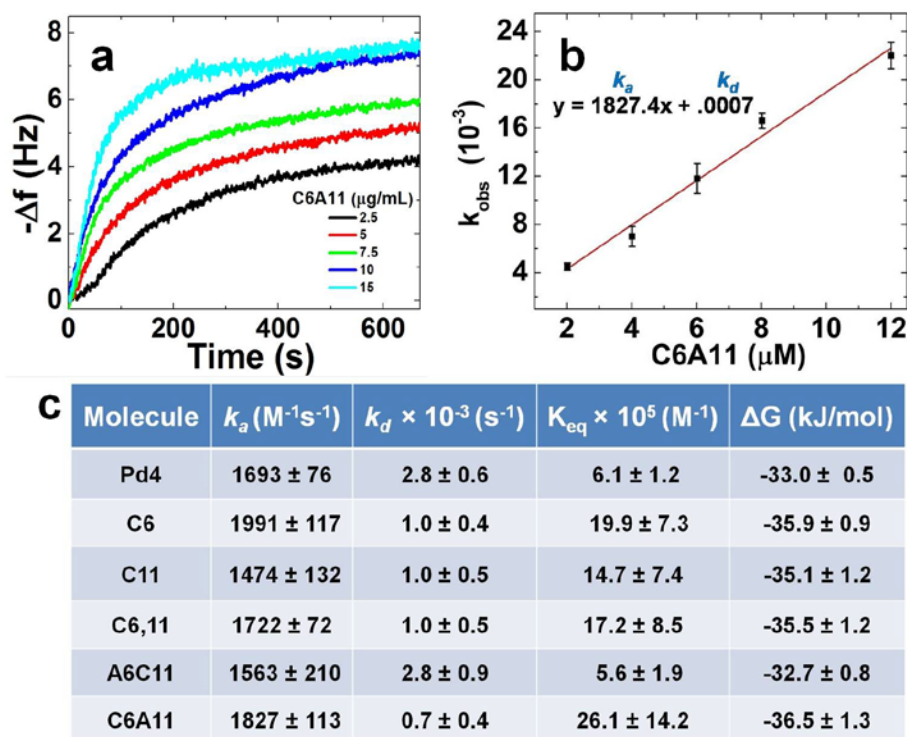 a
8
6
4
2
0
-Δf (Hz)
C6A11 (μg/mL)
2.5
5
7.5
10
15
0 200 400 600
Time (s)
b
24
20
16
12
8
4
k_obs (10⁻³)
k_a k_d
y = 1827.4x + .0007
2 4 6 8 10 12
C6A11 (μM)
c
Molecule k_a (M⁻¹s⁻¹) k_d × 10⁻³ (s⁻¹) K_eq × 10⁵ (M⁻¹) ΔG (kJ/mol)
Pd4 1693 ± 76 2.8 ± 0.6 6.1 ± 1.2 -33.0 ± 0.5
C6 1991 ± 117 1.0 ± 0.4 19.9 ± 7.3 -35.9 ± 0.9
C11 1474 ± 132 1.0 ± 0.5 14.7 ± 7.4 -35.1 ± 1.2
C6,11 1722 ± 72 1.0 ± 0.5 17.2 ± 8.5 -35.5 ± 1.2
A6C11 1563 ± 210 2.8 ± 0.9 5.6 ± 1.9 -32.7 ± 0.8
C6A11 1827 ± 113 0.7 ± 0.4 26.1 ± 14.2 -36.5 ± 1.3